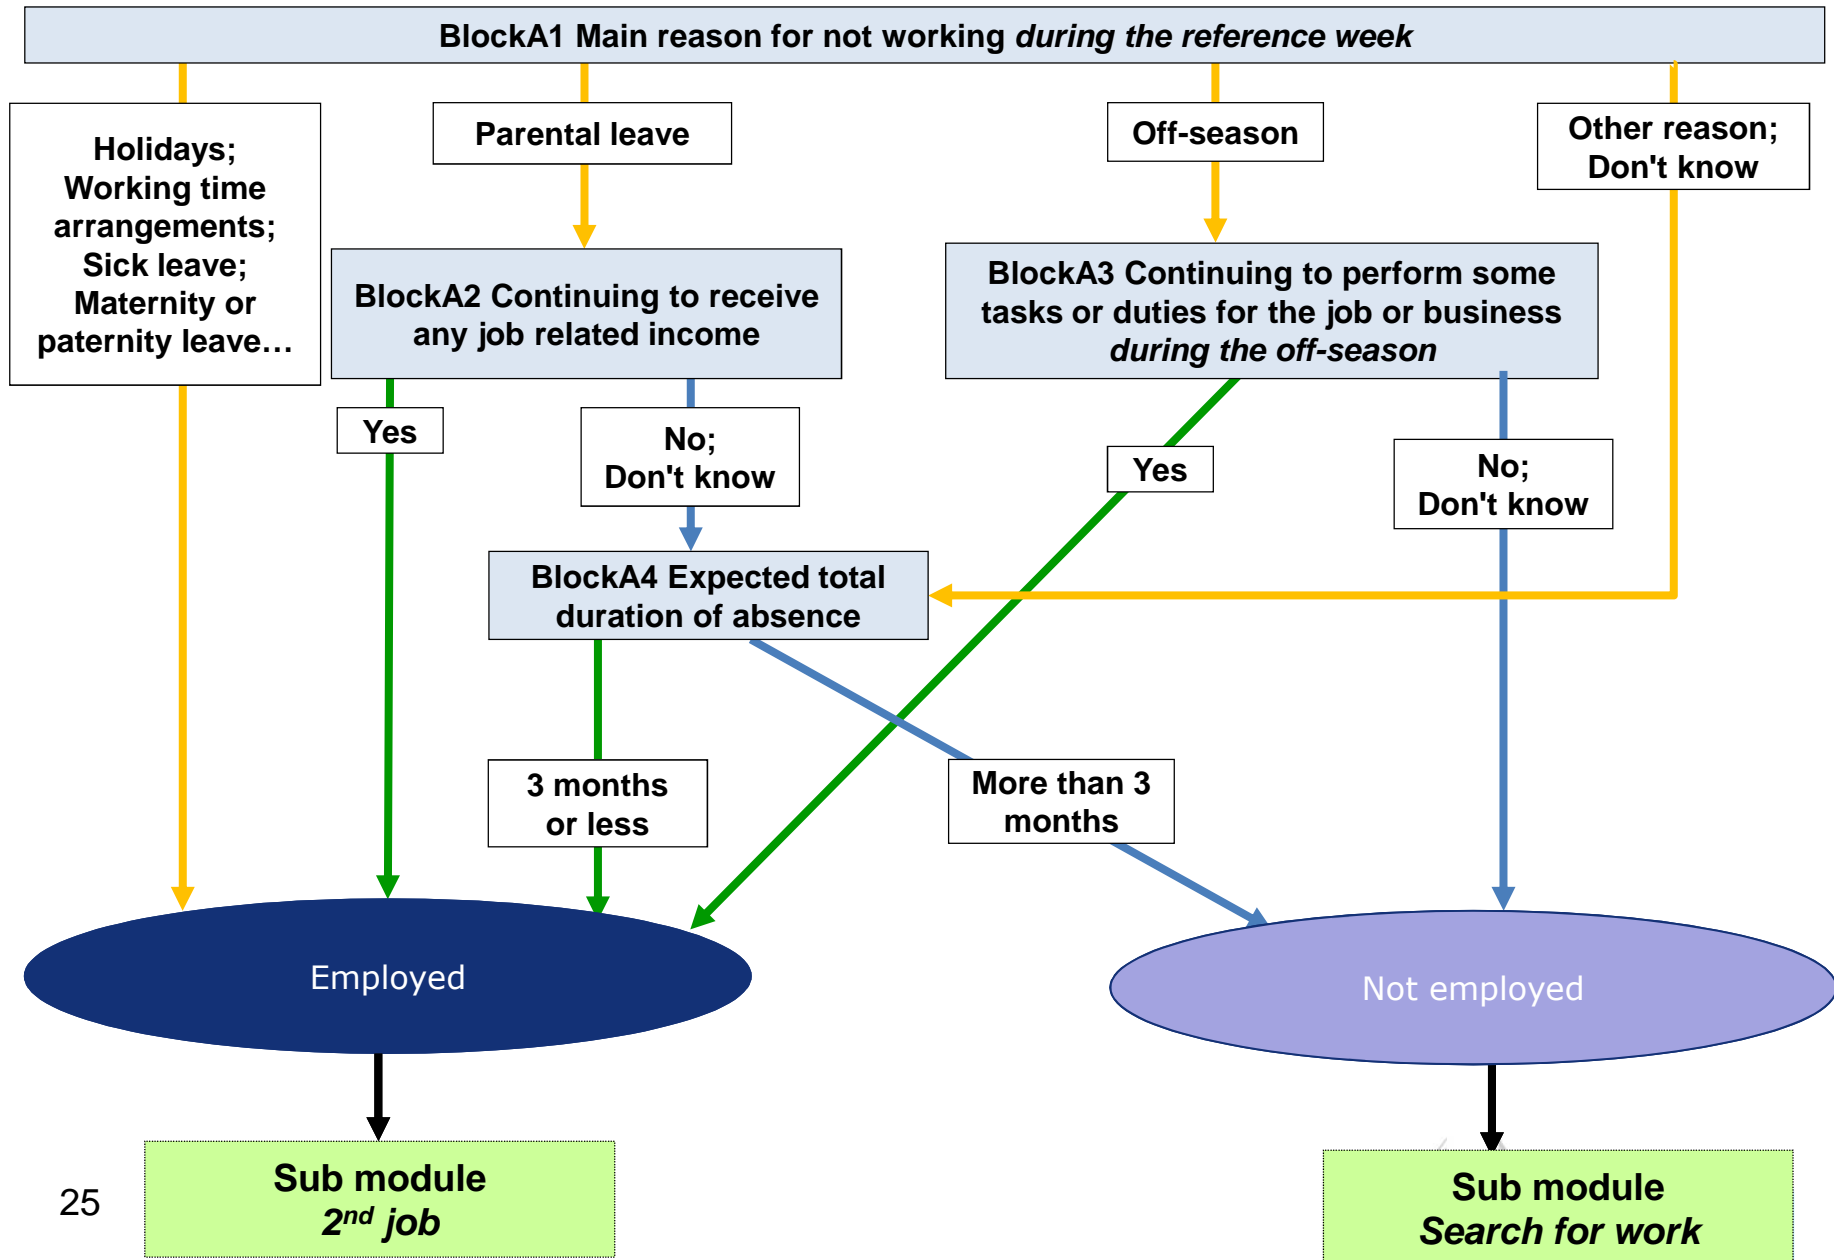 BlockA1 Main reason for not working during the reference week
Holidays;
Working time
arrangements;
Sick leave;
Maternity or
paternity leave…
Parental leave
Off-season
Other reason;
Don't know
BlockA2 Continuing to receive
any job related income
BlockA3 Continuing to perform some
tasks or duties for the job or business
during the off-season
Yes
No;
Don't know
Yes
No;
Don't know
BlockA4 Expected total
duration of absence
3 months
or less
More than 3
months
Employed
Not employed
Sub module
2nd job
Sub module
Search for work
25